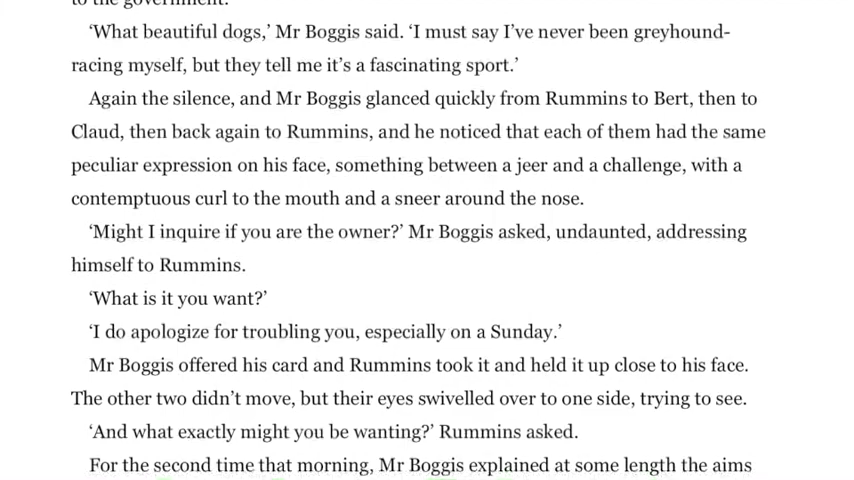 to the government.
‘What beautiful dogs,’ Mr Boggis said. ‘I must say I’ve never been greyhound-
racing myself, but they tell me it’s a fascinating sport.’
Again the silence, and Mr Boggis glanced quickly from Rummins to Bert, then to
Claud, then back again to Rummins, and he noticed that each of them had the same
peculiar expression on his face, something between a jeer and a challenge, with a
contemptuous curl to the mouth and a sneer around the nose.
‘Might I inquire if you are the owner?’ Mr Boggis asked, undaunted, addressing
himself to Rummins.
‘What is it you want?’
‘I do apologize for troubling you, especially on a Sunday.’
Mr Boggis offered his card and Rummins took it and held it up close to his face.
The other two didn’t move, but their eyes swivelled over to one side, trying to see.
‘And what exactly might you be wanting?’ Rummins asked.
For the second time that morning, Mr Boggis explained at some length the aims